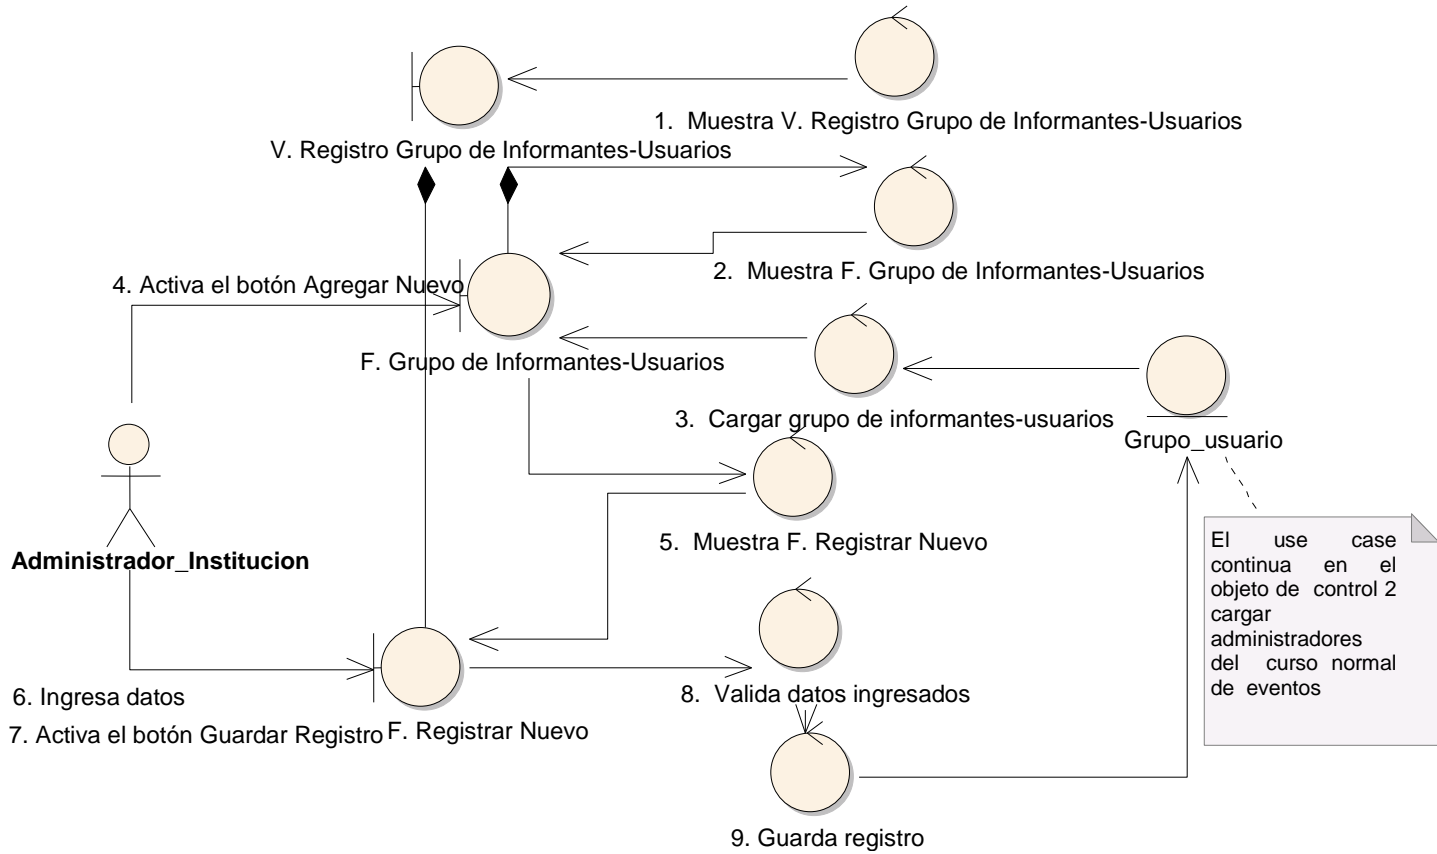 1. Muestra V. Registro Grupo de Informantes-Usuarios
V. Registro Grupo de Informantes-Usuarios
2. Muestra F. Grupo de Informantes-Usuarios
4. Activa el botón Agregar Nuevo
F. Grupo de Informantes-Usuarios
3. Cargar grupo de informantes-usuarios
Grupo_usuario
Administrador_Institucion
5. Muestra F. Registrar Nuevo
El use case
continua en el
objeto de control 2
cargar
administradores
del curso normal
de eventos
6. Ingresa datos
7. Activa el botón Guardar Registro
F. Registrar Nuevo
8. Valida datos ingresados
9. Guarda registro